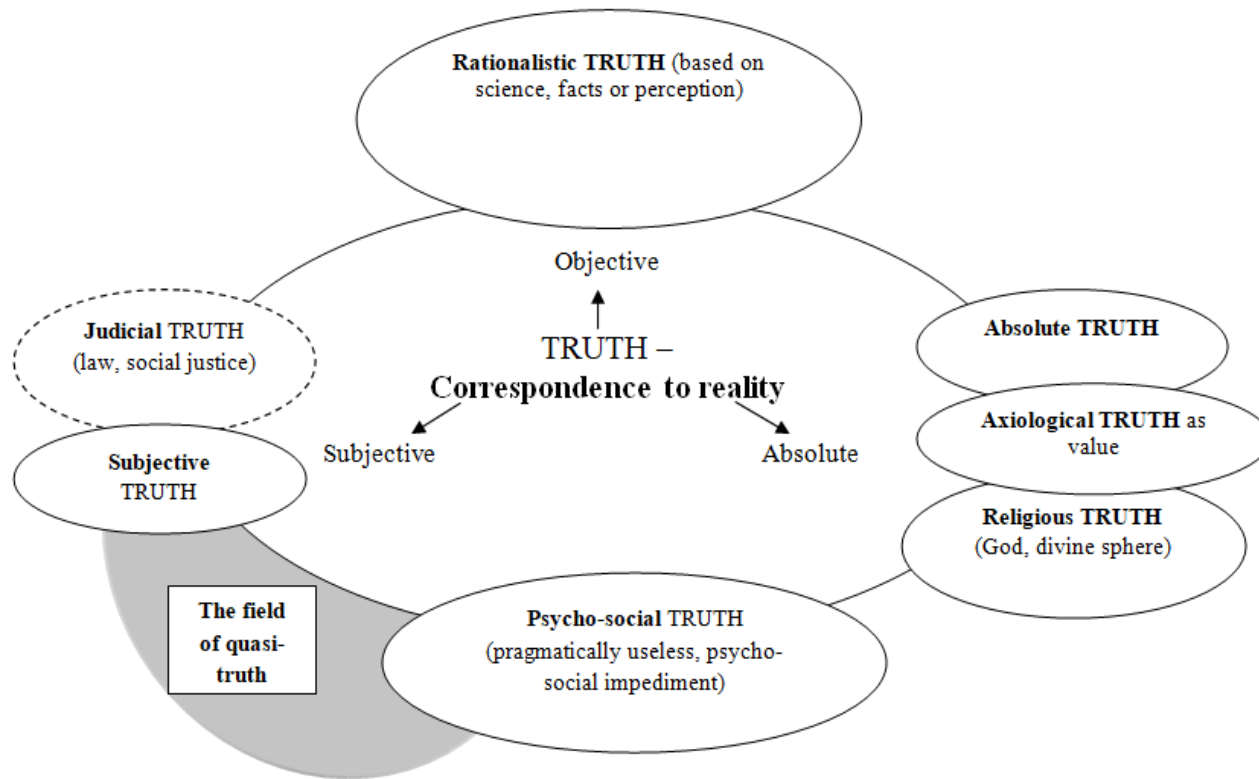 Rationalistic TRUTH (based on
science, facts or perception)
Objective
Judicial TRUTH
(law, social justice)
TRUTH –
Correspondence to reality
Absolute TRUTH
Axiological TRUTH as
value
Subjective
Absolute
Subjective
TRUTH
Religious TRUTH
(God, divine sphere)
The field
of quasi-
truth
Psycho-social TRUTH
(pragmatically useless, psycho-
social impediment)